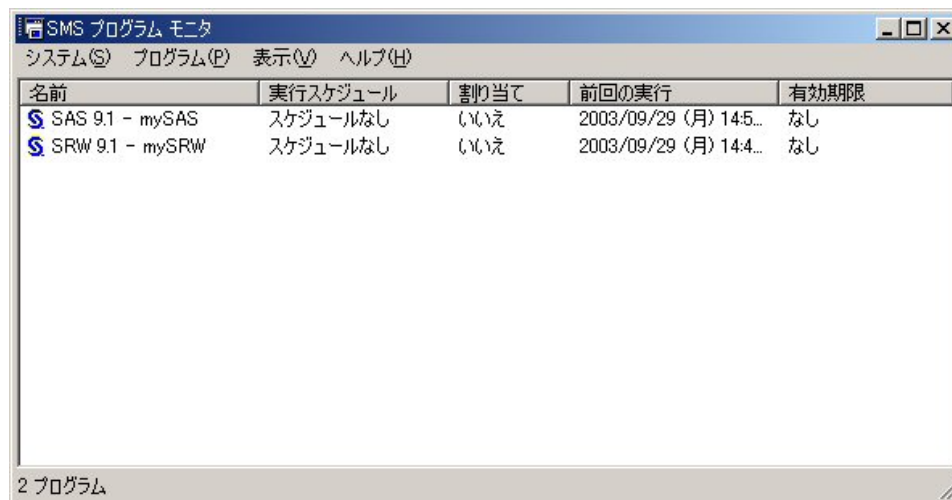 SMS プログラム モニタ
システム(S) プログラム(P) 表示(V) ヘルプ(H)
名前 実行スケジュール 割り当て 前回の実行 有効期限
SAS 9.1 - mySAS スケジュールなし いいえ 2003/09/29 (月) 14:5... なし
SRW 9.1 - mySRW スケジュールなし いいえ 2003/09/29 (月) 14:4... なし
2 プログラム